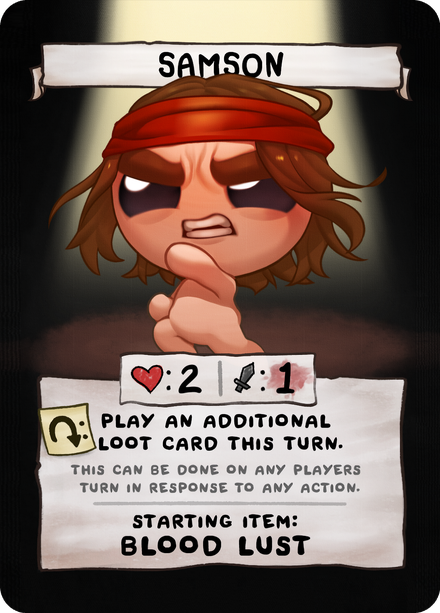 SAMSON
:2 | :1
: PLAY AN ADDITIONAL
LOOT CARD THIS TURN.
THIS CAN BE DONE ON ANY PLAYERS
TURN IN RESPONSE TO ANY ACTION.
STARTING ITEM:
BLOOD LUST